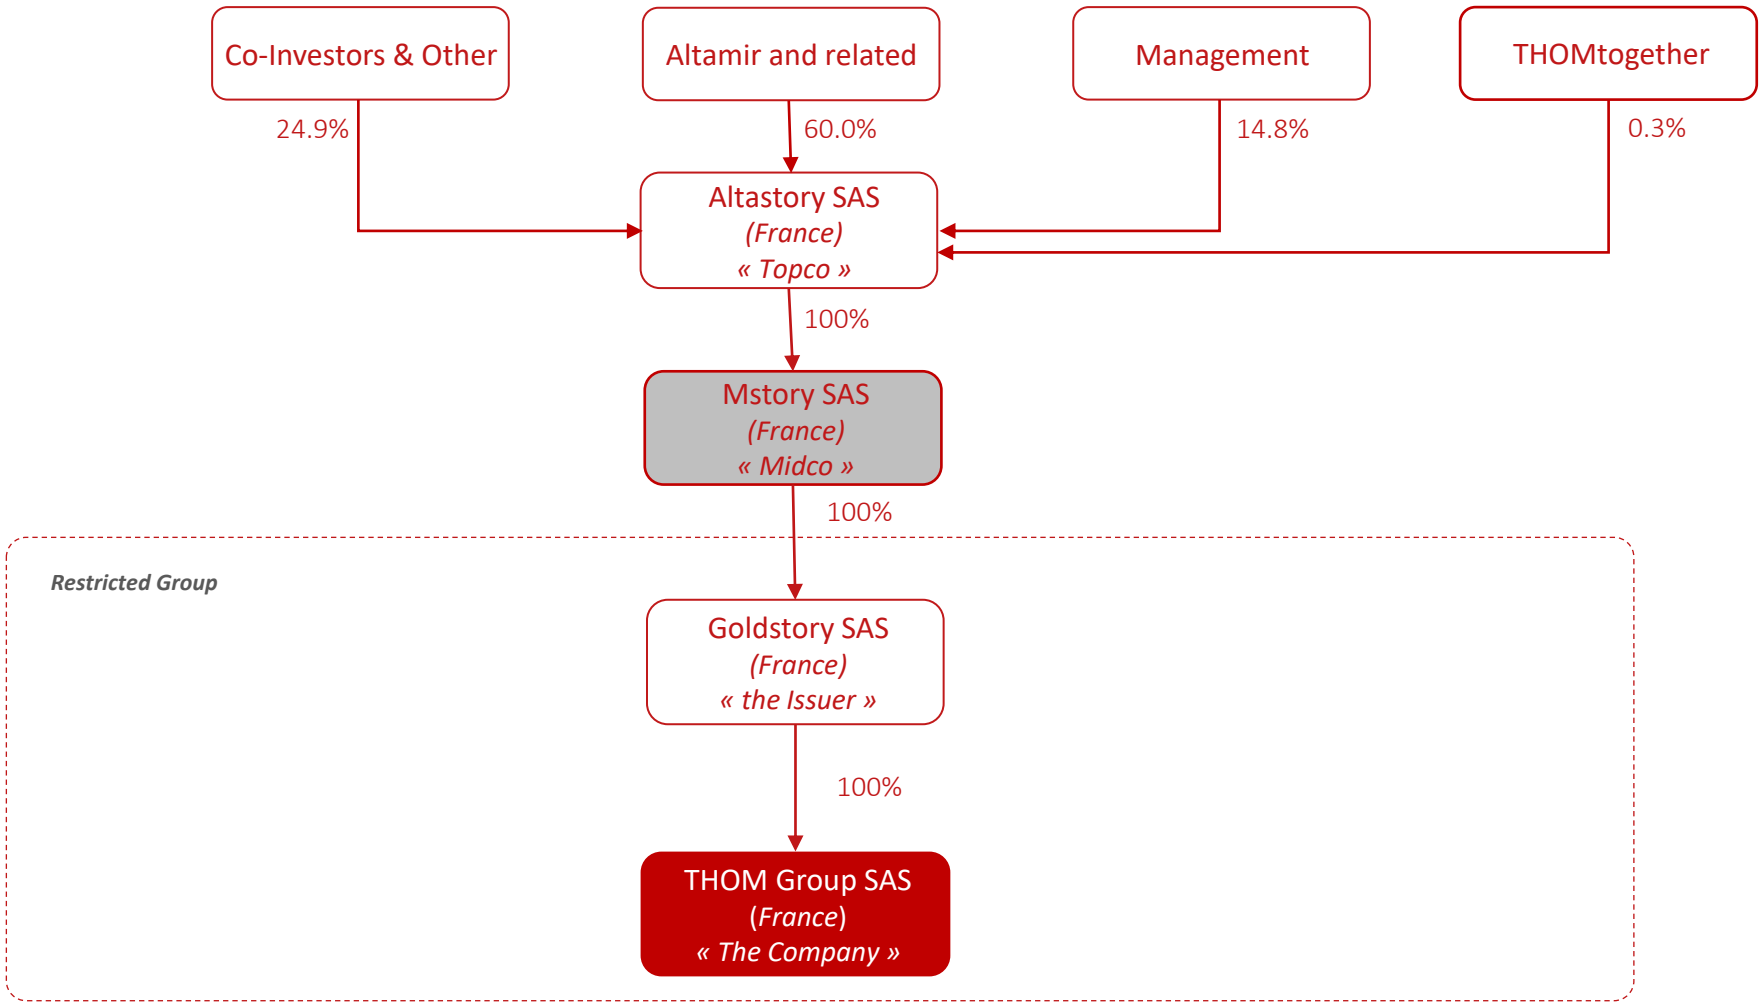 Co-Investors & Other
Altamir and related
Management
THOMtogether
24.9%
60.0%
14.8%
0.3%
Altastory SAS
(France)
« Topco »
100%
Mstory SAS
(France)
« Midco »
100%
Restricted Group
Goldstory SAS
(France)
« the Issuer »
100%
THOM Group SAS
(France)
« The Company »